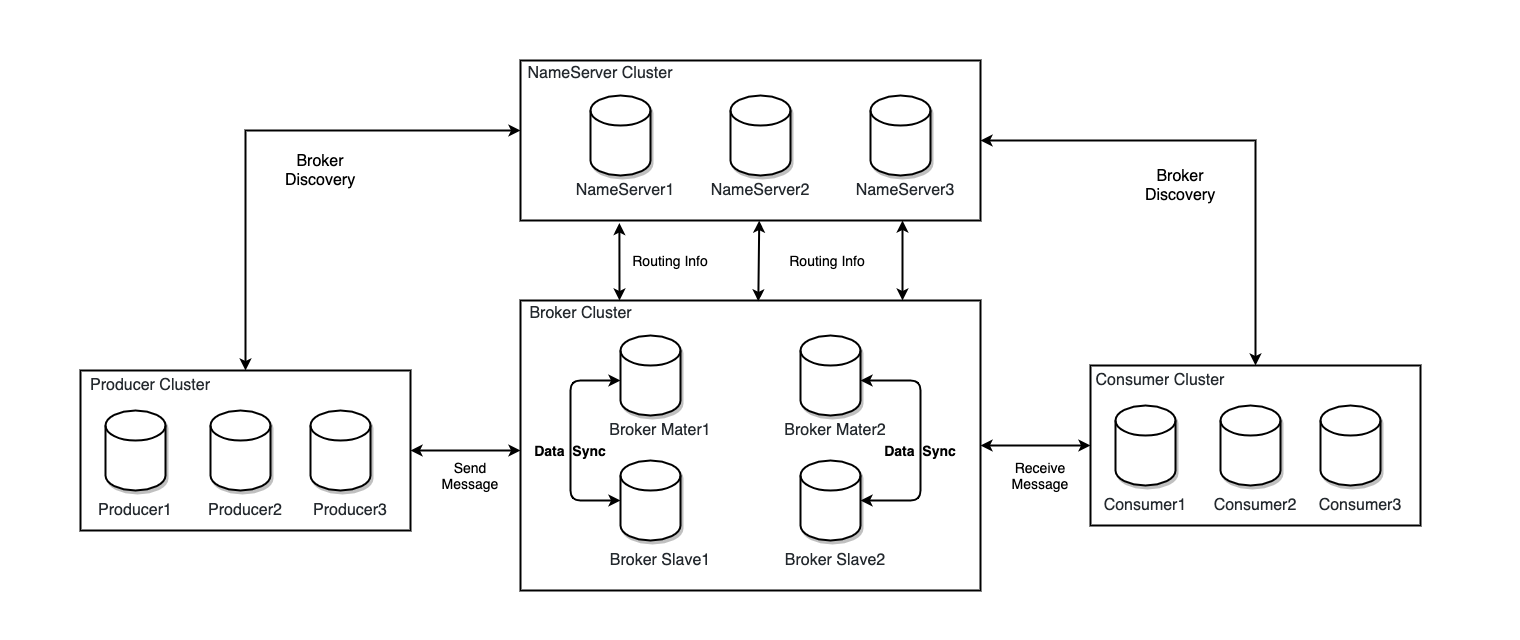 NameServer Cluster
NameServer1
NameServer2
NameServer3
Broker
Discovery
Broker
Discovery
Routing Info
Routing Info
Broker Cluster
Broker Mater1
Broker Mater2
Data Sync
Data Sync
Broker Slave1
Broker Slave2
Producer Cluster
Producer1
Producer2
Producer3
Send
Message
Receive
Message
Consumer Cluster
Consumer1
Consumer2
Consumer3